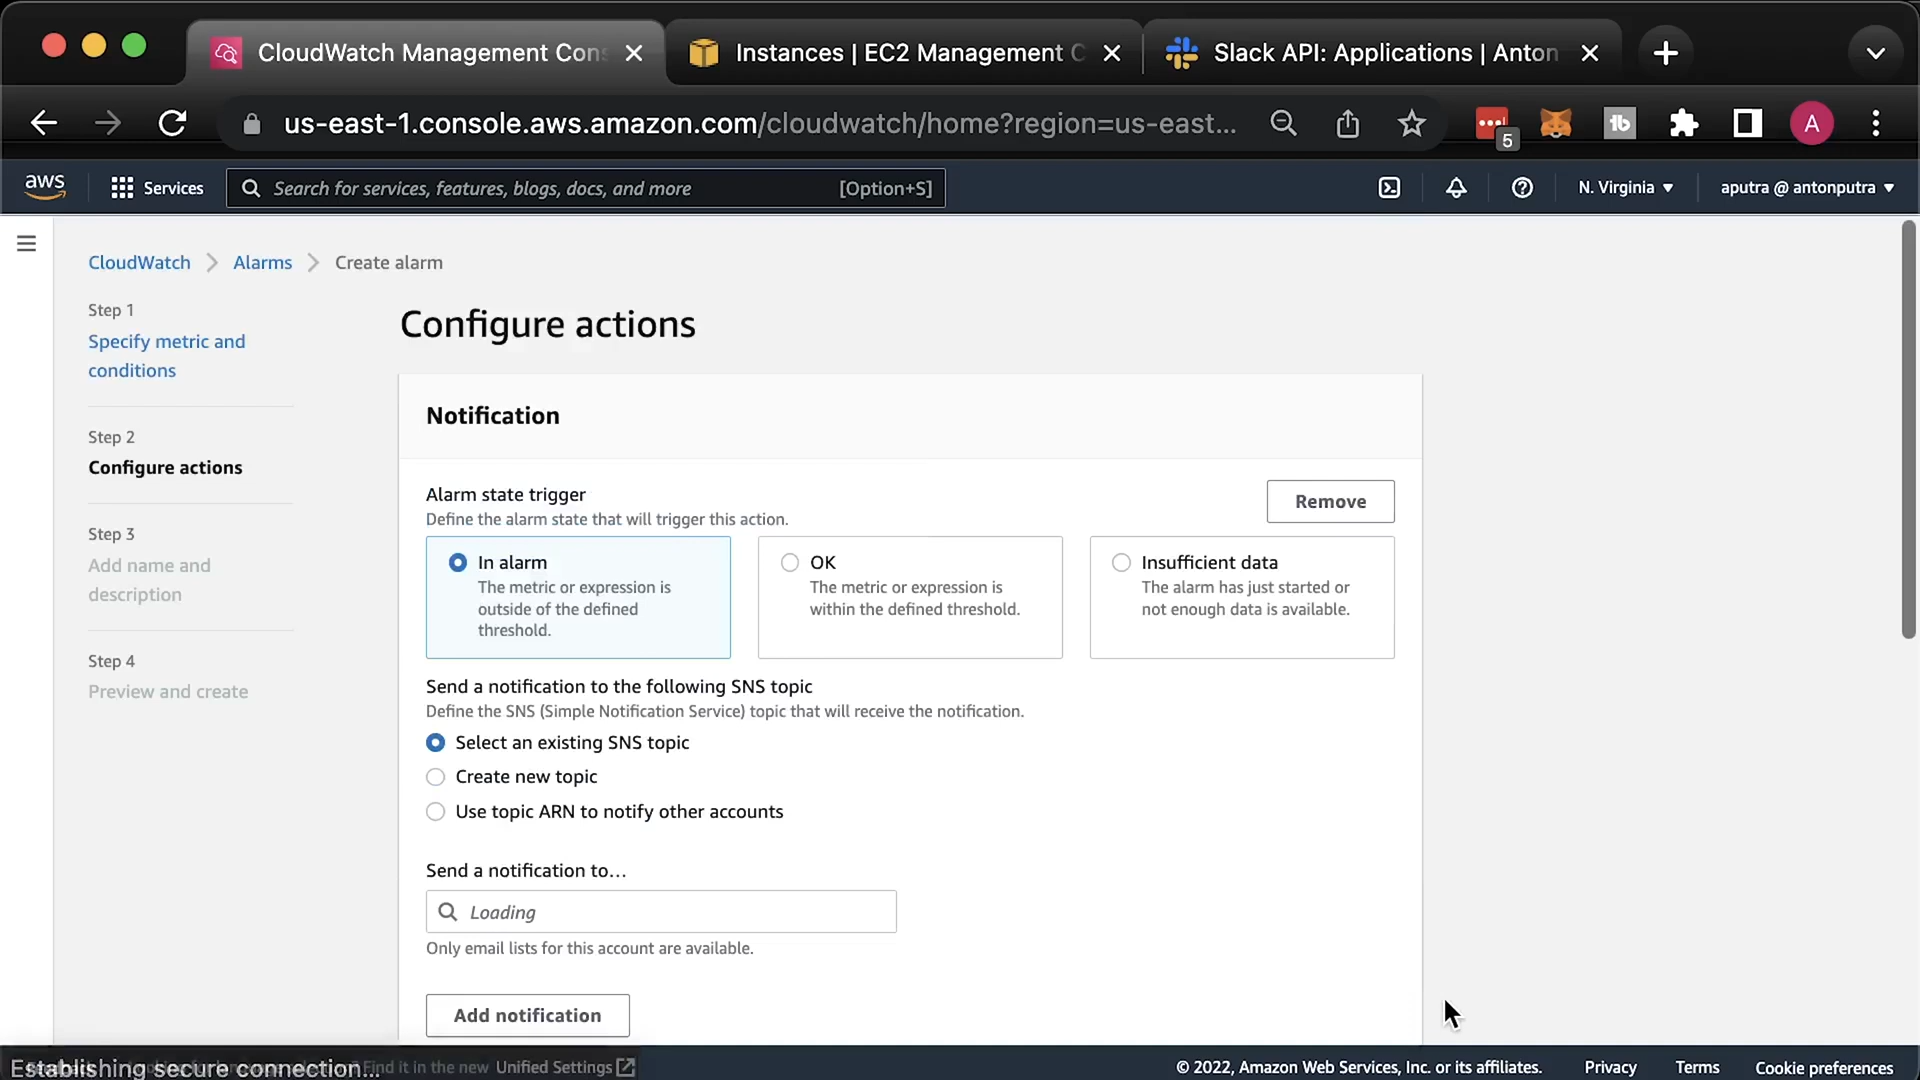 CloudWatch Management Cons
Instances | EC2 Management C
Slack API: Applications | Anton
us-east-1.console.aws.amazon.com/cloudwatch/home?region=us-east...
5
tb
A
aws
Services
Search for services, features, blogs, docs, and more
[Option+S]
N. Virginia
aputra @ antonputra
CloudWatch
Alarms
Create alarm
Step 1
Specify metric and
conditions
Step 2
Configure actions
Step 3
Add name and
description
Step 4
Preview and create
Configure actions
Notification
Alarm state trigger
Define the alarm state that will trigger this action.
Remove
In alarm
The metric or expression is
outside of the defined
threshold.
OK
The metric or expression is
within the defined threshold.
Insufficient data
The alarm has just started or
not enough data is available.
Send a notification to the following SNS topic
Define the SNS (Simple Notification Service) topic that will receive the notification.
Select an existing SNS topic
Create new topic
Use topic ARN to notify other accounts
Send a notification to...
Loading
Only email lists for this account are available.
Add notification
Establishing secure connection...
Find it in the new Unified Settings
© 2022, Amazon Web Services, Inc. or its affiliates.
Privacy
Terms
Cookie preferences